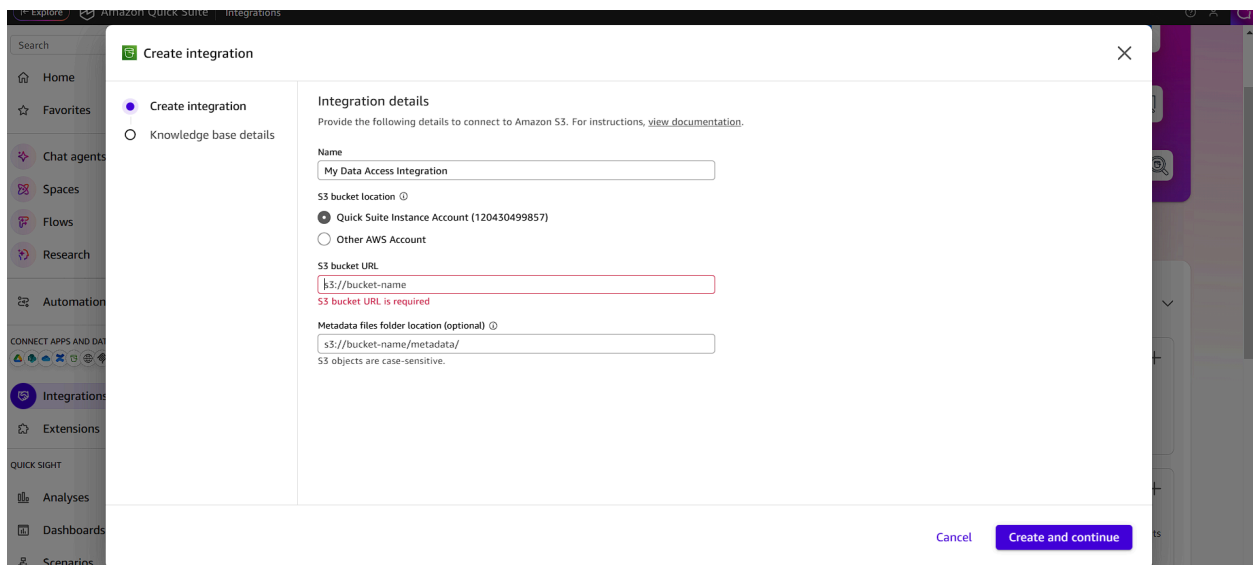 Explore
Amazon Quick Suite
Integrations
Search
Home
Favorites
Chat agents
Spaces
Flows
Research
Automation
CONNECT APPS AND DAT
Integrations
Extensions
QUICK SIGHT
Analyses
Dashboards
Scenarios
Create integration
Create integration
Knowledge base details
Integration details
Provide the following details to connect to Amazon S3. For instructions, view documentation.
Name
My Data Access Integration
S3 bucket location
Quick Suite Instance Account (120430499857)
Other AWS Account
S3 bucket URL
s3://bucket-name
S3 bucket URL is required
Metadata files folder location (optional)
s3://bucket-name/metadata/
S3 objects are case-sensitive.
Cancel
Create and continue
ts